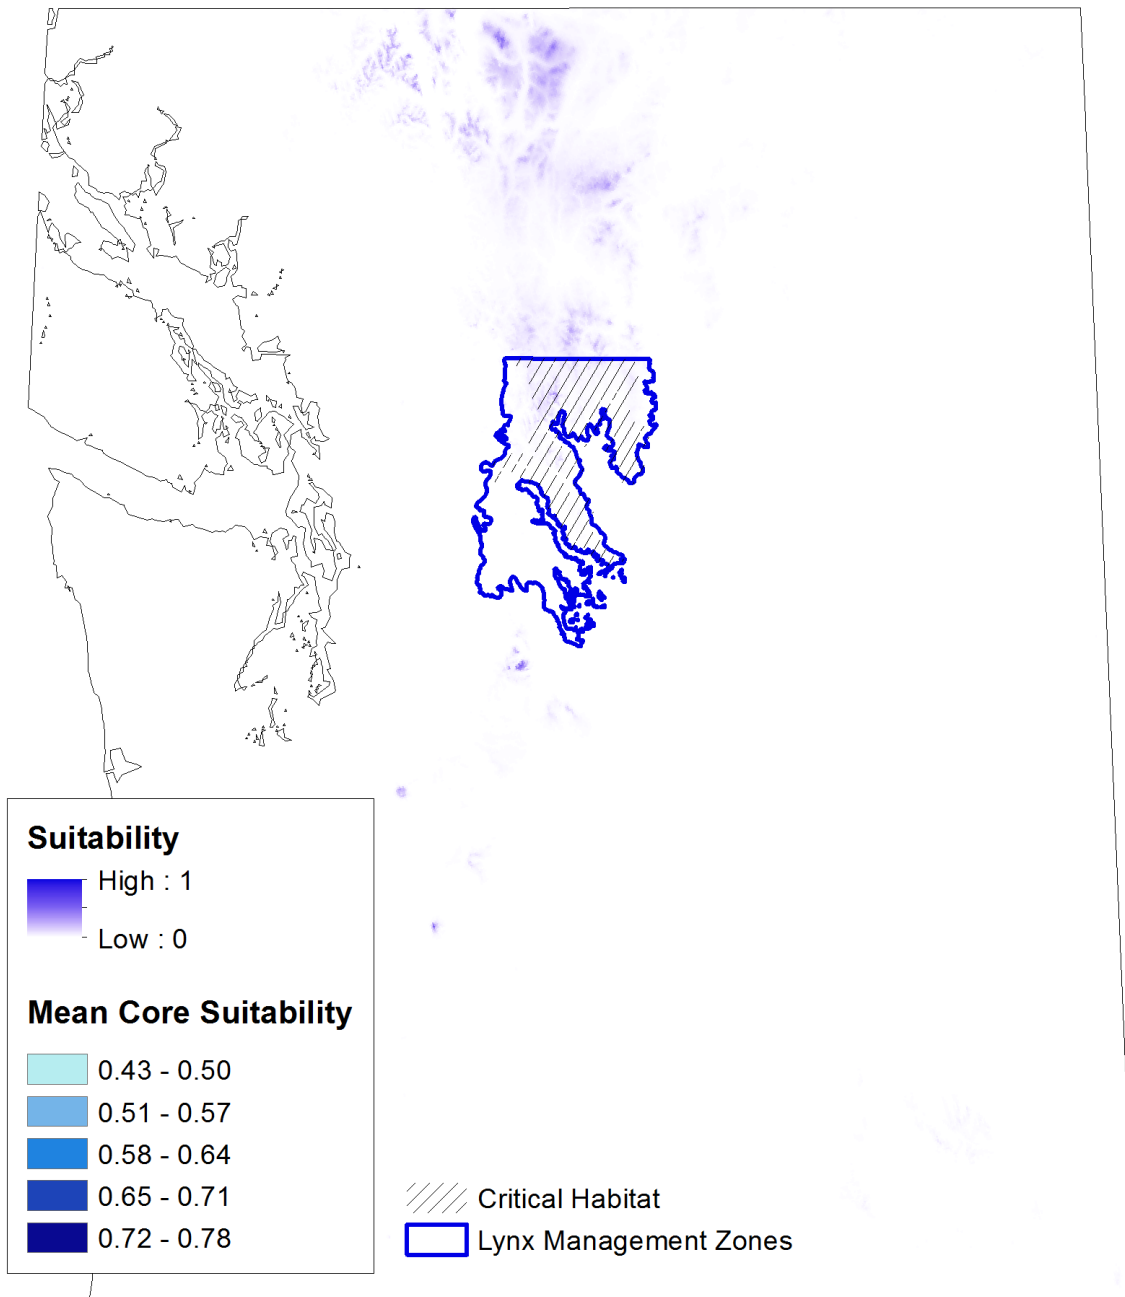 Suitability
High : 1
Low : 0
Mean Core Suitability
0.43 - 0.50
0.51 - 0.57
0.58 - 0.64
0.65 - 0.71
0.72 - 0.78
Critical Habitat
Lynx Management Zones